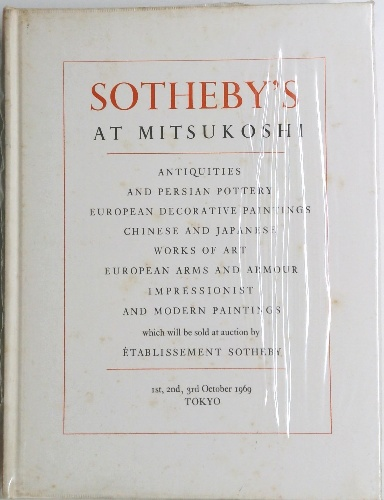 SOTHEBY'S
AT MITSUKOSHI
ANTIQUITIES
AND PERSIAN POTTERY
EUROPEAN DECORATIVE PAINTINGS
CHINESE AND JAPANESE
WORKS OF ART
EUROPEAN ARMS AND ARMOUR
IMPRESSIONIST
AND MODERN PAINTINGS
which will be sold at auction by
ÉTABLISSEMENT SOTHEBY
1st, 2nd, 3rd October 1969
TOKYO